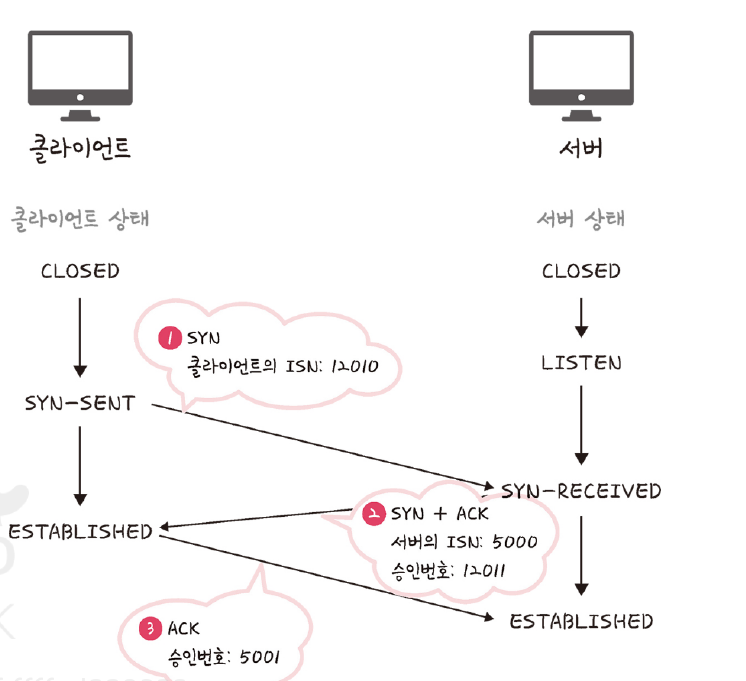 클라이언트
서버
클라이언트 상태
서버 상태
CLOSED
CLOSED
① SYN
클라이언트의 ISN: 12010
LISTEN
SYN-SENT
SYN-RECEIVED
② SYN + ACK
서버의 ISN: 5000
승인번호: 12011
ESTABLISHED
ESTABLISHED
③ ACK
승인번호: 5001